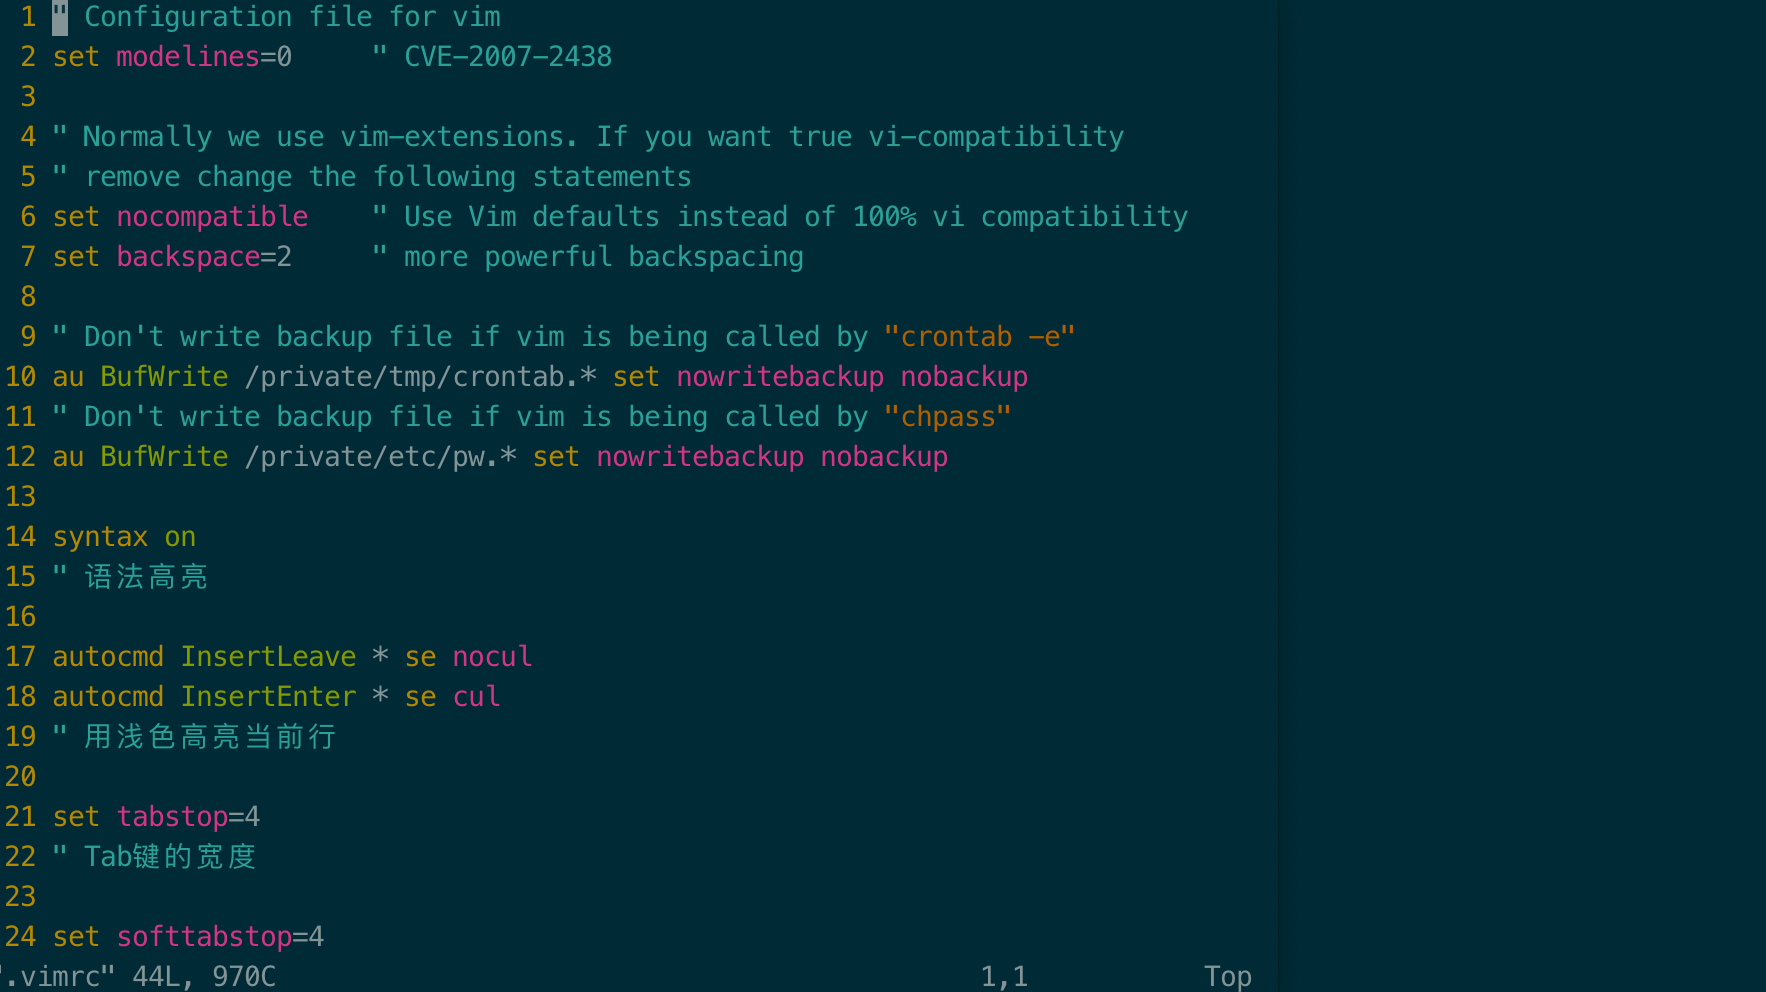 1 " Configuration file for vim
2 set modelines=0     " CVE-2007-2438
3
4 " Normally we use vim-extensions. If you want true vi-compatibility
5 " remove change the following statements
6 set nocompatible    " Use Vim defaults instead of 100% vi compatibility
7 set backspace=2     " more powerful backspacing
8
9 " Don't write backup file if vim is being called by "crontab -e"
10 au BufWrite /private/tmp/crontab.* set nowritebackup nobackup
11 " Don't write backup file if vim is being called by "chpass"
12 au BufWrite /private/etc/pw.* set nowritebackup nobackup
13
14 syntax on
15 " 语法高亮
16
17 autocmd InsertLeave * se nocul
18 autocmd InsertEnter * se cul
19 " 用浅色高亮当前行
20
21 set tabstop=4
22 " Tab键的宽度
23
24 set softtabstop=4
".vimrc" 44L, 970C 1,1 Top